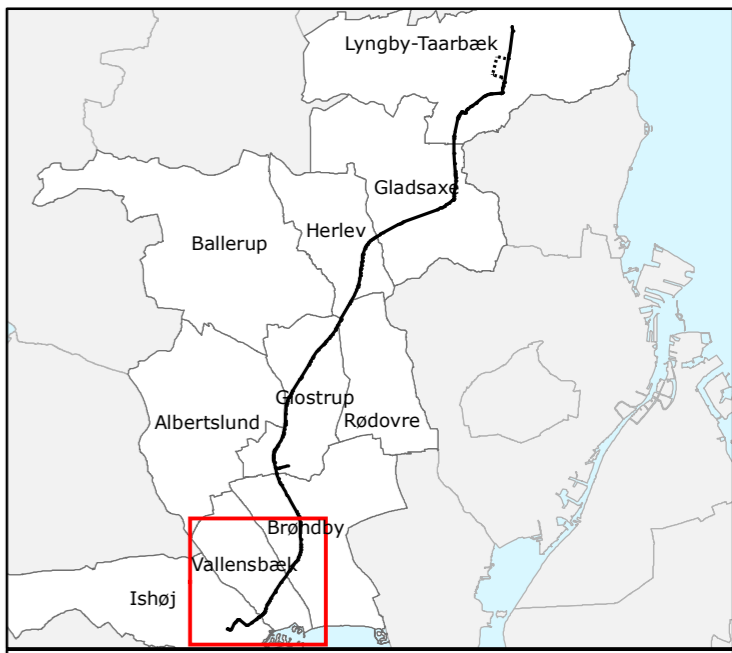 Lyngby-Taarbæk
Gladsaxe
Herlev
Ballerup
Glostrup
Albertslund
Rødovre
Brøndby
Vallensbæk
Ishøj